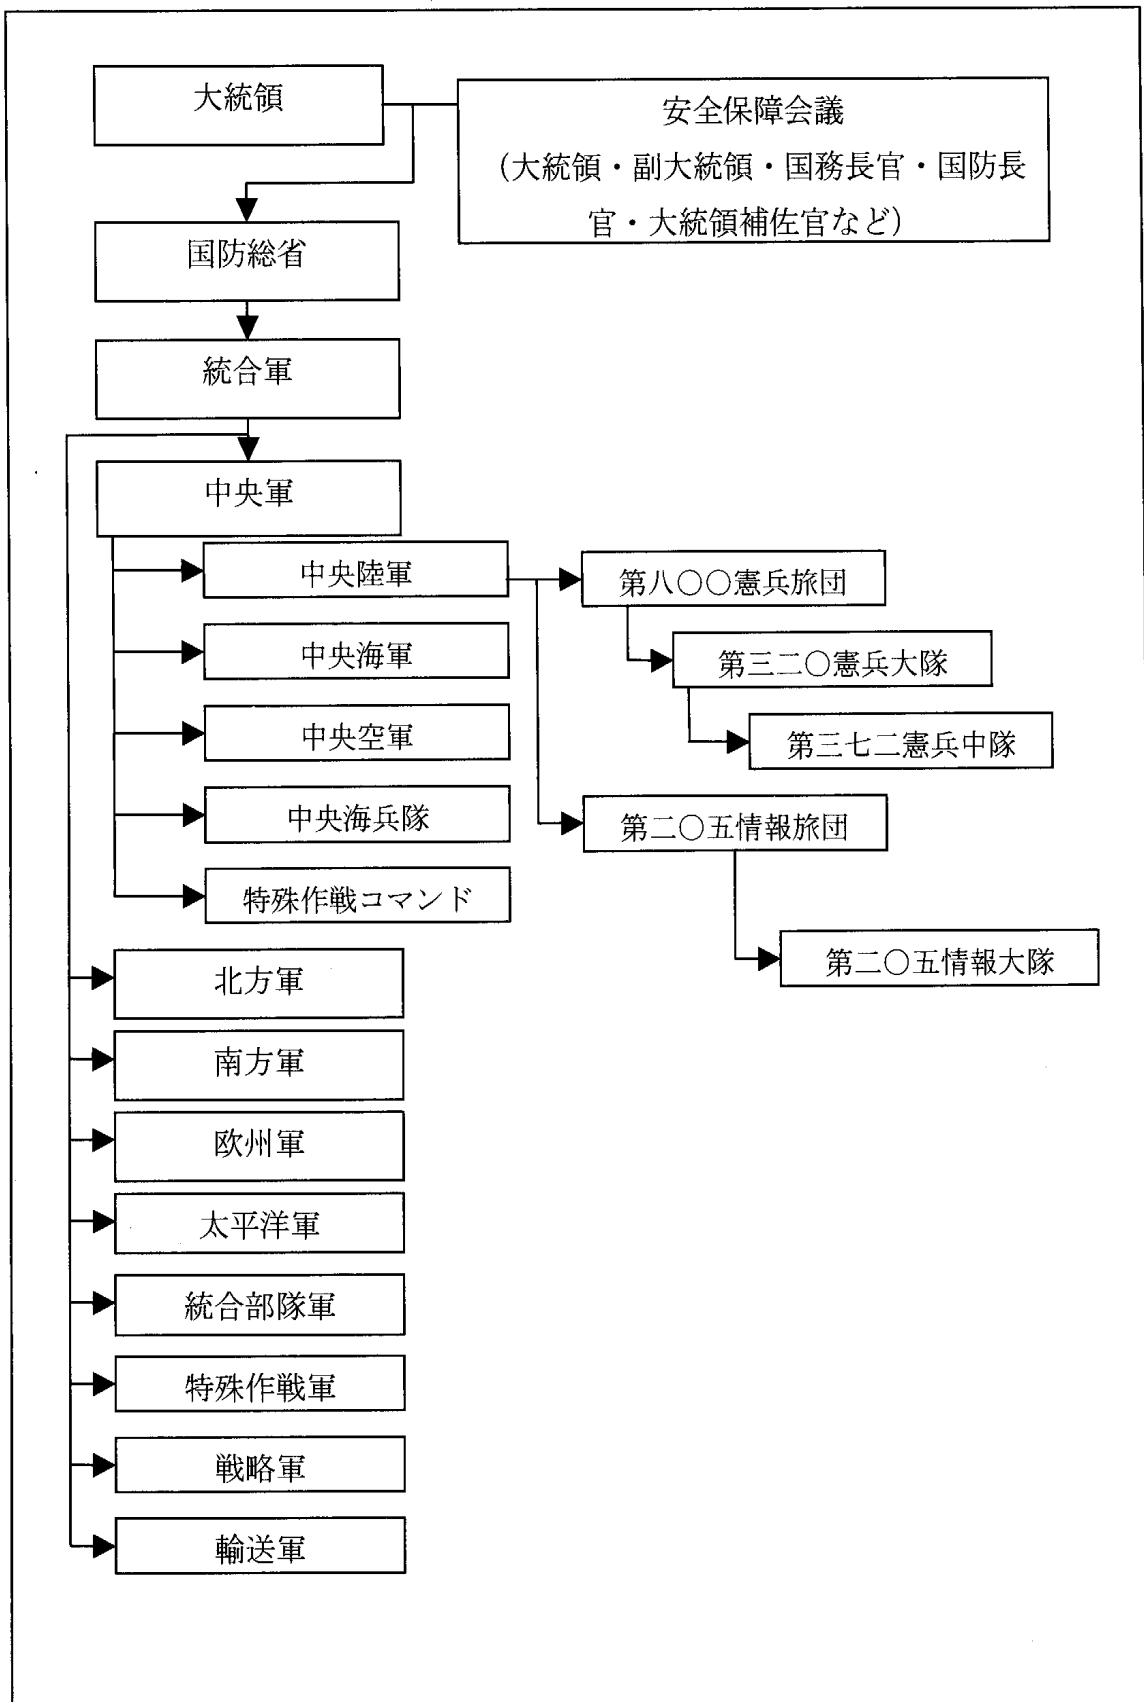 大統領
安全保障会議
（大統領・副大統領・国務長官・国防長
官・大統領補佐官など）
国防総省
統合軍
中央軍
中央陸軍
第八〇〇憲兵旅団
第三二〇憲兵大隊
第三七二憲兵中隊
中央海軍
中央空軍
中央海兵隊
第二〇五情報旅団
特殊作戦コマンド
第二〇五情報大隊
北方軍
南方軍
欧州軍
太平洋軍
統合部隊軍
特殊作戦軍
戦略軍
輸送軍